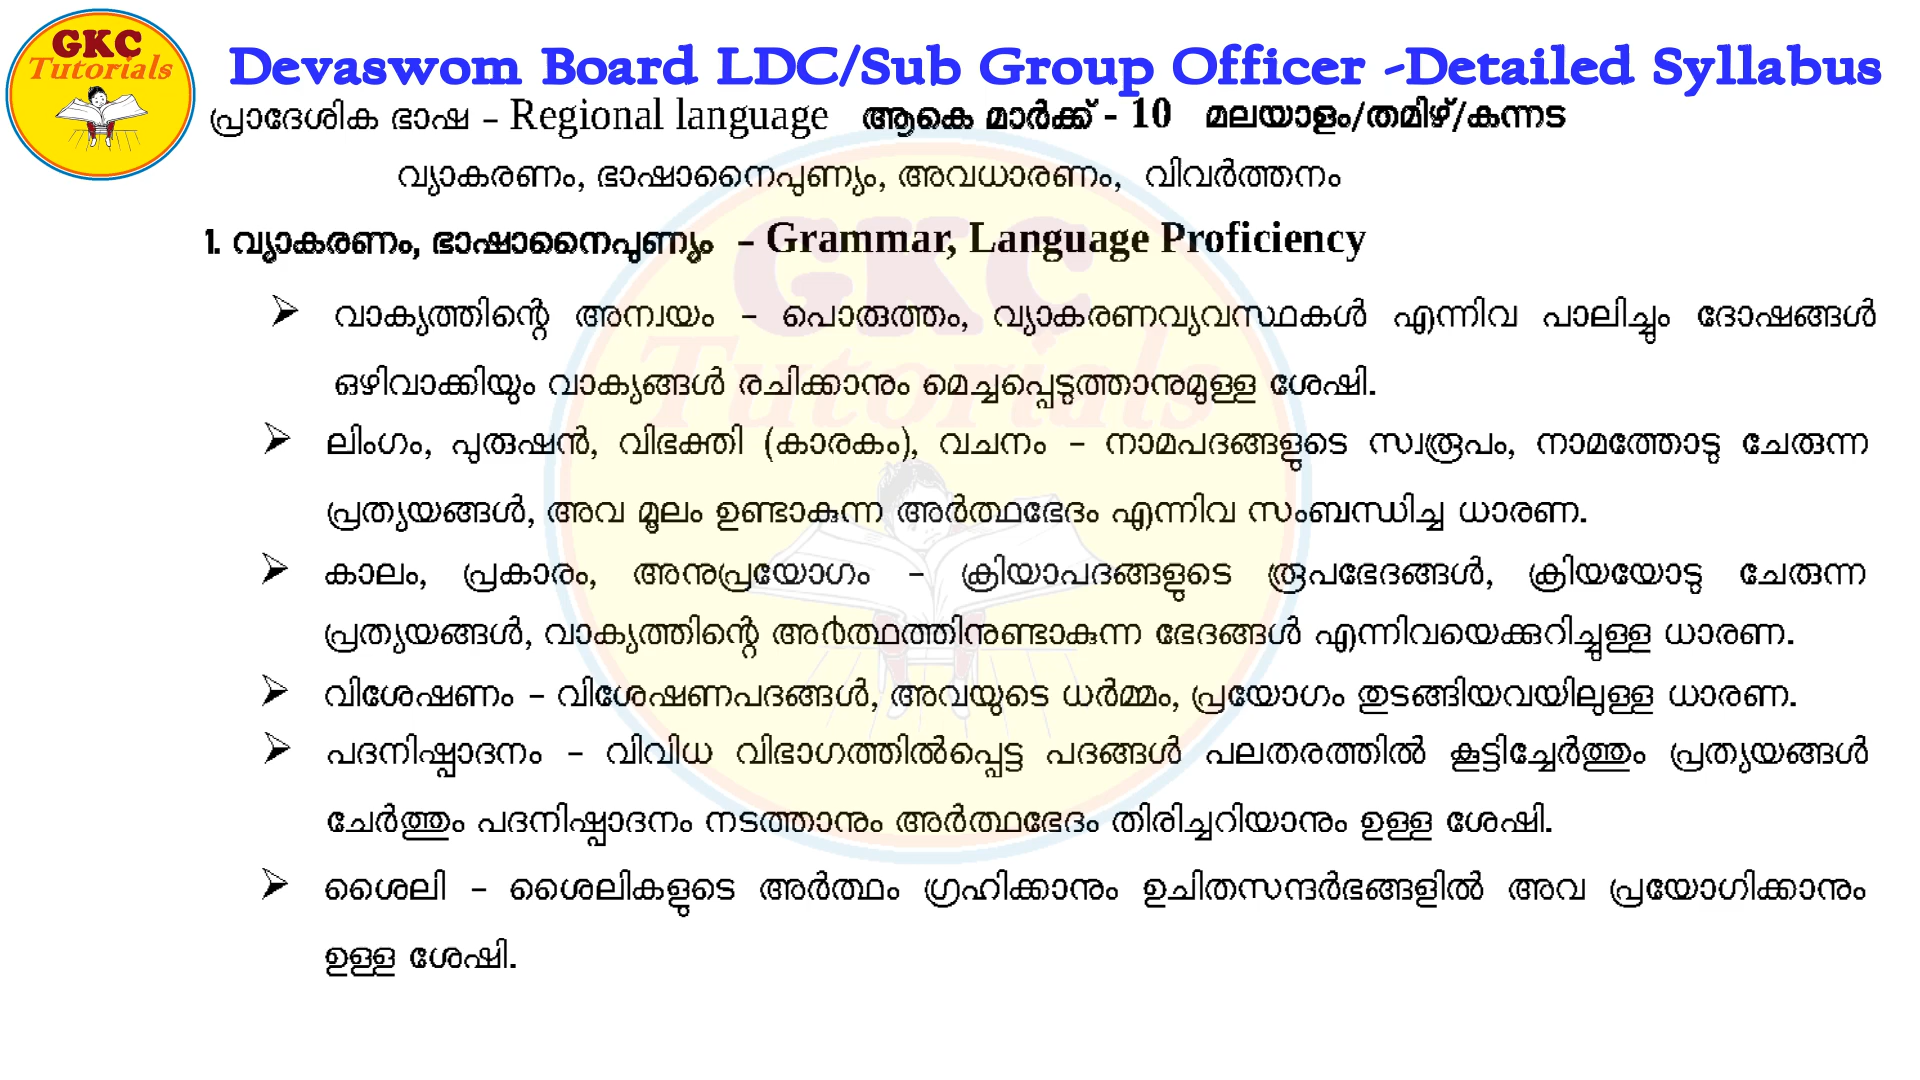 GKC
Tutorials
Devaswom Board LDC/Sub Group Officer -Detailed Syllabus
പ്രാദേശിക ഭാഷ – Regional language ആകെ മാർക്ക് - 10 മലയാളം/തമിഴ്/കന്നട
വ്യാകരണം, ഭാഷാനൈപുണ്യം, അവധാരണം, വിവർത്തനം
1. വ്യാകരണം, ഭാഷാനൈപുണ്യം – Grammar, Language Proficiency
➢ വാക്യത്തിന്റെ അന്വയം – പൊരുത്തം, വ്യാകരണവ്യവസ്ഥകൾ എന്നിവ പാലിച്ചും ദോഷങ്ങൾ
ഒഴിവാക്കിയും വാക്യങ്ങൾ രചിക്കാനും മെച്ചപ്പെടുത്താനുമുള്ള ശേഷി.
➢ ലിംഗം, പുരുഷൻ, വിഭക്തി (കാരകം), വചനം – നാമപദങ്ങളുടെ സ്വരൂപം, നാമത്തോടു ചേരുന്ന
പ്രത്യയങ്ങൾ, അവ മൂലം ഉണ്ടാകുന്ന അർത്ഥഭേദം എന്നിവ സംബന്ധിച്ച ധാരണ.
➢ കാലം, പ്രകാരം, അനുപ്രയോഗം – ക്രിയാപദങ്ങളുടെ രൂപഭേദങ്ങൾ, ക്രിയയോടു ചേരുന്ന
പ്രത്യയങ്ങൾ, വാക്യത്തിന്റെ അർത്ഥത്തിനുണ്ടാകുന്ന ഭേദങ്ങൾ എന്നിവയെക്കുറിച്ചുള്ള ധാരണ.
➢ വിശേഷണം – വിശേഷണപദങ്ങൾ, അവയുടെ ധർമ്മം, പ്രയോഗം തുടങ്ങിയവയിലുള്ള ധാരണ.
➢ പദനിഷ്പാദനം – വിവിധ വിഭാഗത്തിൽപ്പെട്ട പദങ്ങൾ പലതരത്തിൽ കൂട്ടിച്ചേർത്തും പ്രത്യയങ്ങൾ
ചേർത്തും പദനിഷ്പാദനം നടത്താനും അർത്ഥഭേദം തിരിച്ചറിയാനും ഉള്ള ശേഷി.
➢ ശൈലി – ശൈലികളുടെ അർത്ഥം ഗ്രഹിക്കാനും ഉചിതസന്ദർഭങ്ങളിൽ അവ പ്രയോഗിക്കാനും
ഉള്ള ശേഷി.
GKC
Tutorials